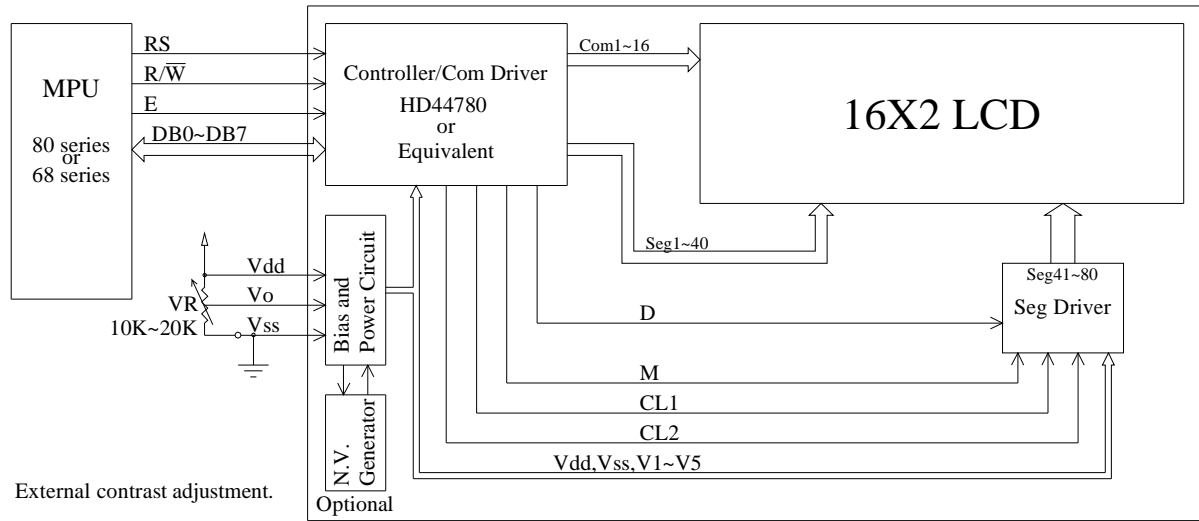 MPU
80 series
or
68 series
RS
R/W̅
E
DB0~DB7
Controller/Com Driver
HD44780
or
Equivalent
Com1~16
16X2 LCD
Seg1~40
Seg41~80
Seg Driver
Vdd
Vo
Vss
VR
10K~20K
Bias and
Power Circuit
N.V.
Generator
Optional
D
M
CL1
CL2
Vdd,Vss,V1~V5
External contrast adjustment.